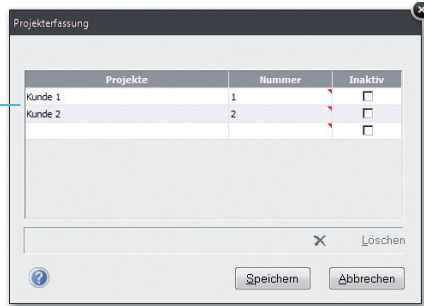 Projekterfassung
Projekte Nummer Inaktiv
Kunde 1 1
Kunde 2 2
Löschen
Speichern Abbrechen